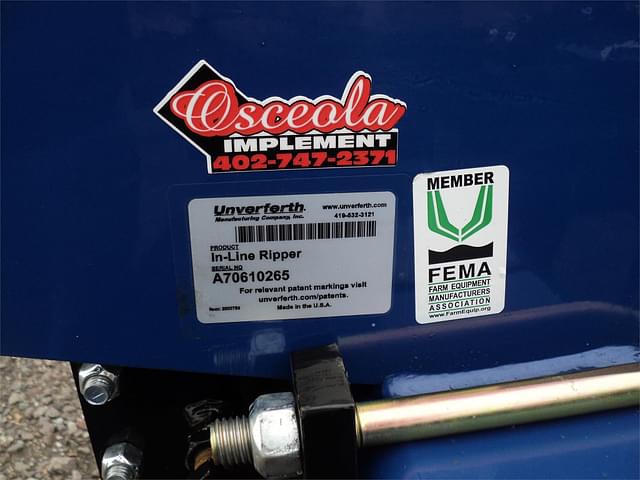 Osceola
IMPLEMENT
402-747-2371
Unverferth.
Manufacturing Company, Inc.
www.unverferth.com
419-532-3121
PRODUCT
In-Line Ripper
SERIAL NO
A70610265
For relevant patent markings visit
unverferth.com/patents.
Made in the U.S.A.
MEMBER
FEMA
FARM EQUIPMENT
MANUFACTURERS
ASSOCIATION
www.FarmEquip.org